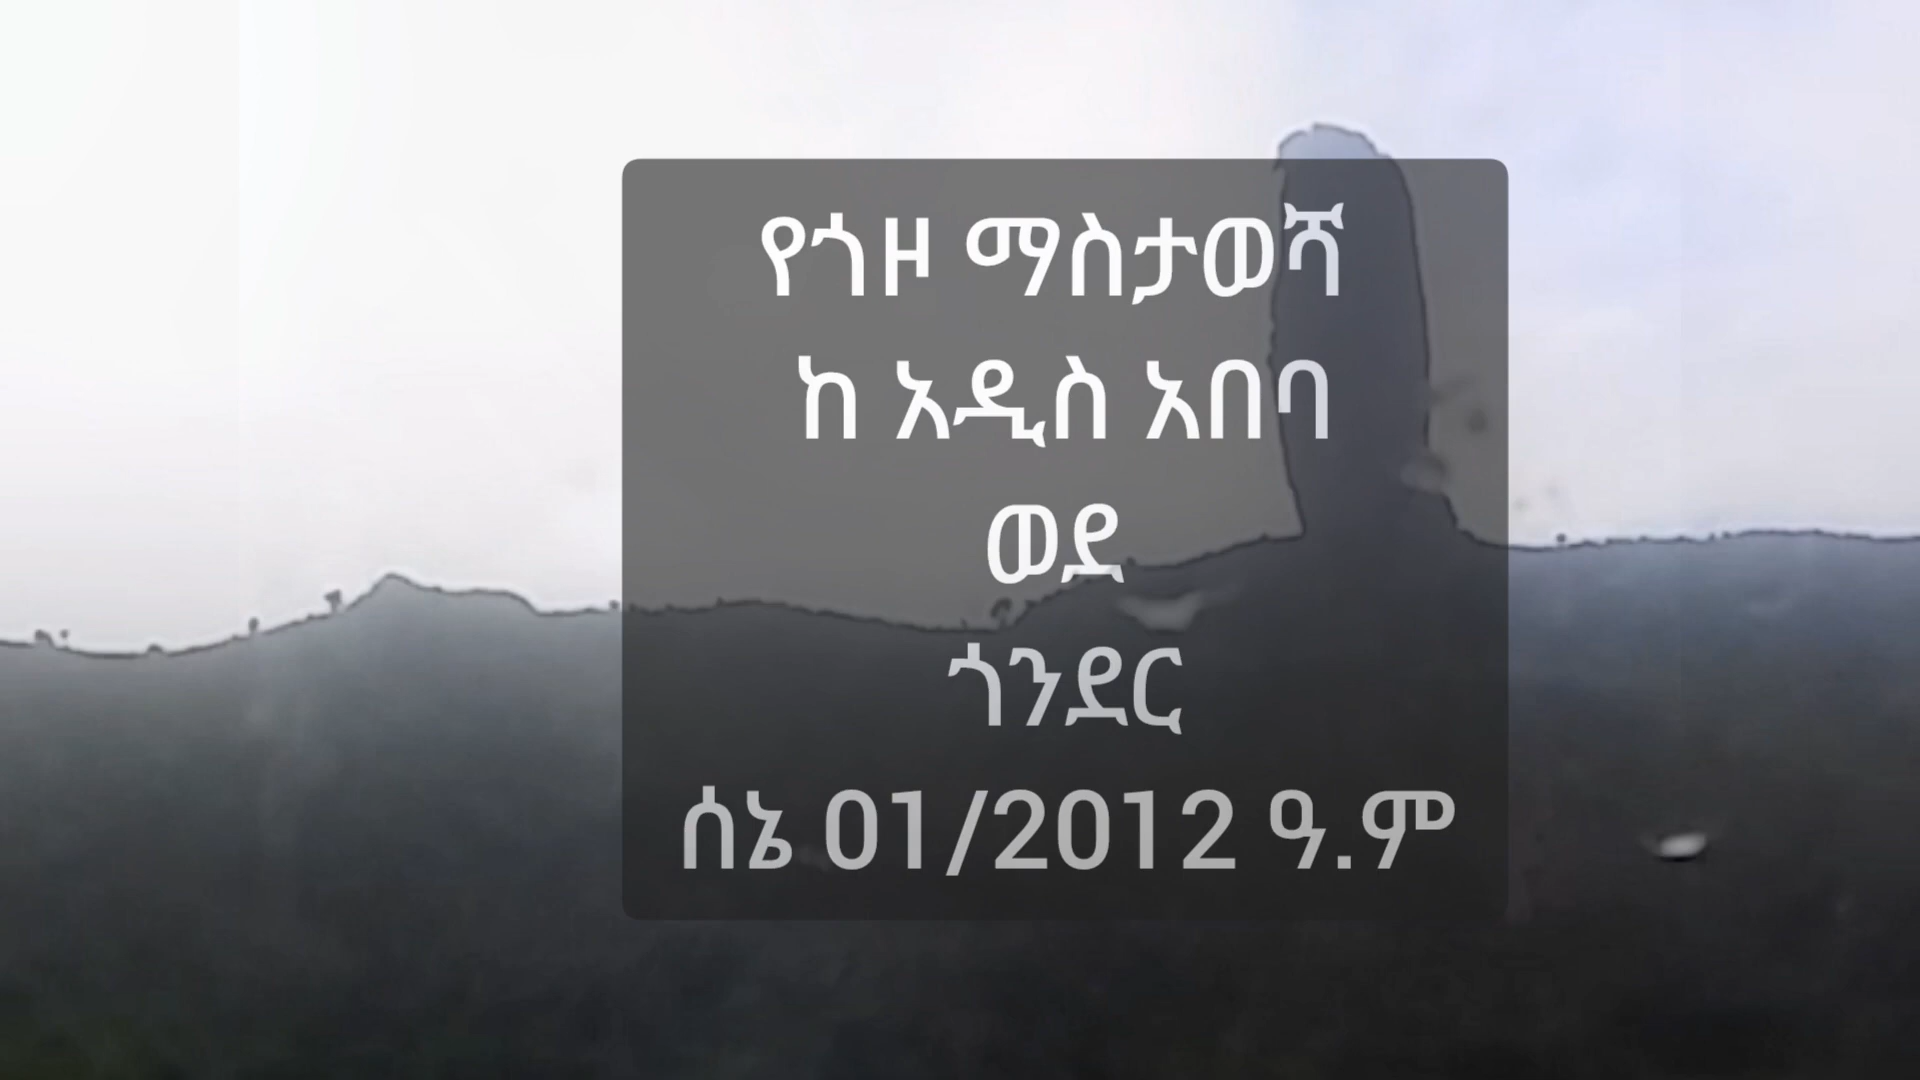 የጎዞ ማስታወሻ
ከ አዲስ አበባ
ወደ
ጎንደር
ሰኔ 01/2012 ዓ.ም